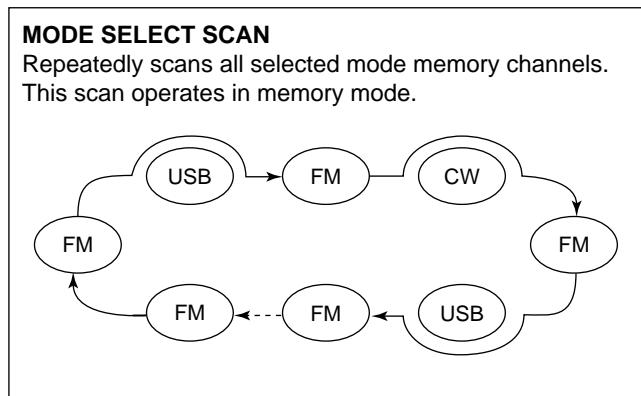 MODE SELECT SCAN
Repeatedly scans all selected mode memory channels.
This scan operates in memory mode.
USB
FM
CW
FM
FM
FM
FM
USB